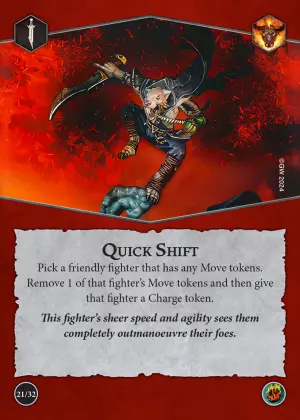 ©GW 2024
QUICK SHIFT
Pick a friendly fighter that has any Move tokens.
Remove 1 of that fighter's Move tokens and then give
that fighter a Charge token.
This fighter's sheer speed and agility sees them
completely outmanoeuvre their foes.
21/32